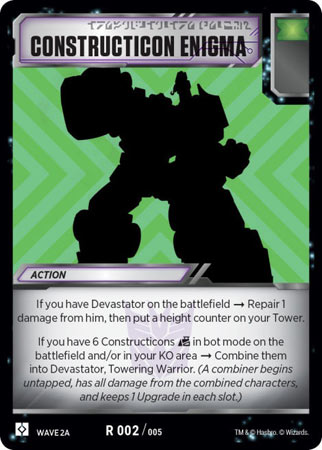 CONSTRUCTICON ENIGMA
ACTION
If you have Devastator on the battlefield → Repair 1
damage from him, then put a height counter on your Tower.
If you have 6 Constructicons in bot mode on the
battlefield and/or in your KO area → Combine them
into Devastator, Towering Warrior. (A combiner begins
untapped, has all damage from the combined characters,
and keeps 1 Upgrade in each slot.)
WAVE 2A R 002 / 005 TM & © Hasbro. © Wizards.